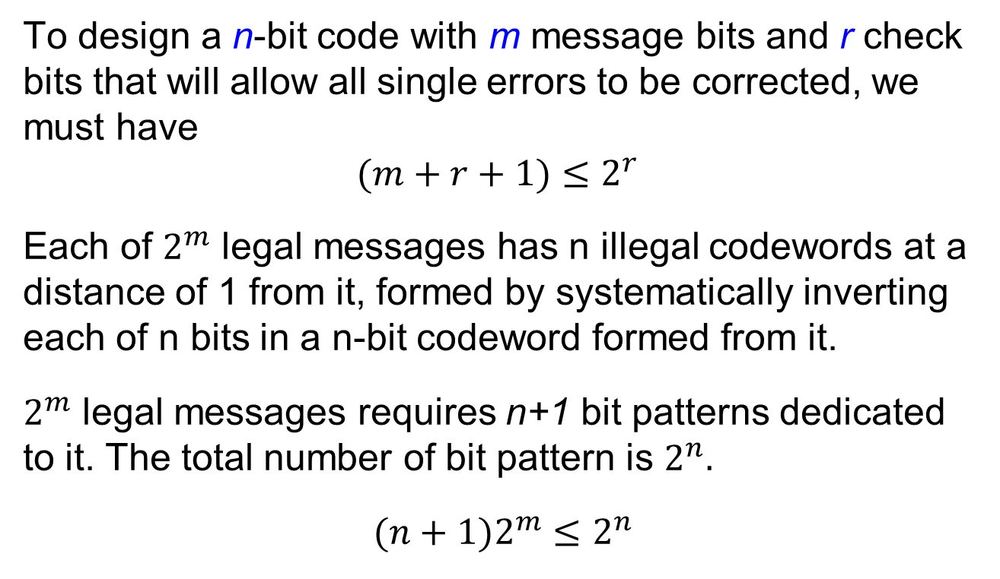 To design a n-bit code with m message bits and r check
bits that will allow all single errors to be corrected, we
must have
(m + r + 1) ≤ 2^r
Each of 2^m legal messages has n illegal codewords at a
distance of 1 from it, formed by systematically inverting
each of n bits in a n-bit codeword formed from it.
2^m legal messages requires n+1 bit patterns dedicated
to it. The total number of bit pattern is 2^n.
(n + 1)2^m ≤ 2^n